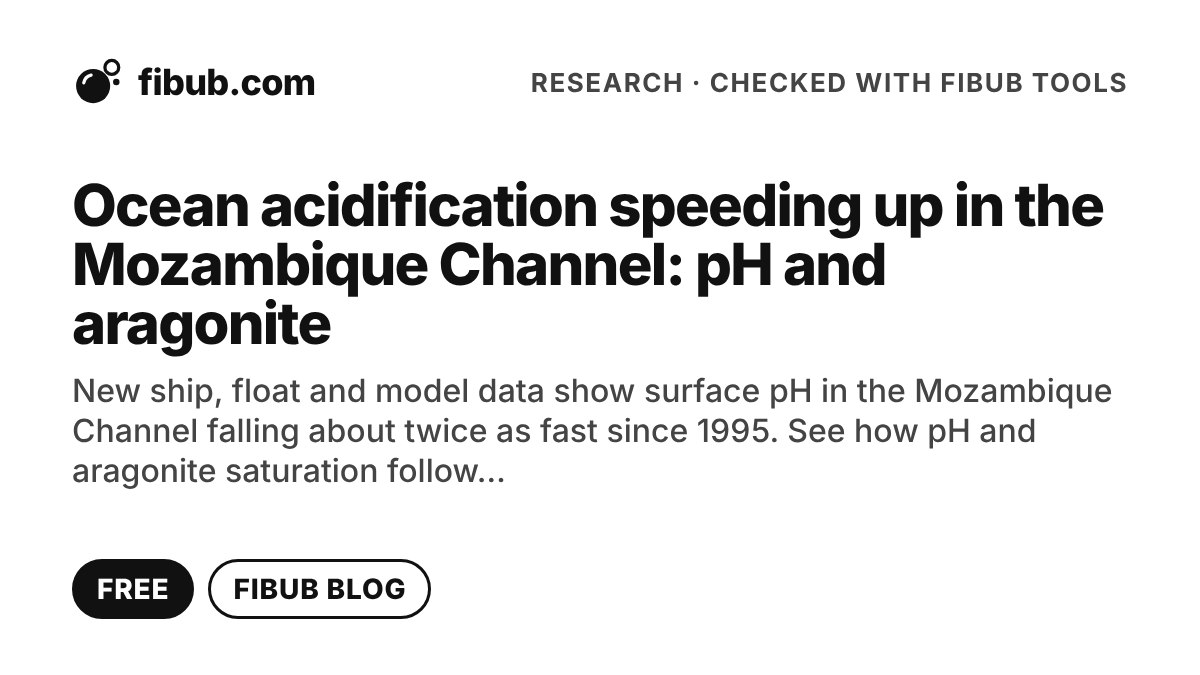 fibub.com
RESEARCH · CHECKED WITH FIBUB TOOLS
Ocean acidification speeding up in the
Mozambique Channel: pH and
aragonite
New ship, float and model data show surface pH in the Mozambique
Channel falling about twice as fast since 1995. See how pH and
aragonite saturation follow...
FREE
FIBUB BLOG